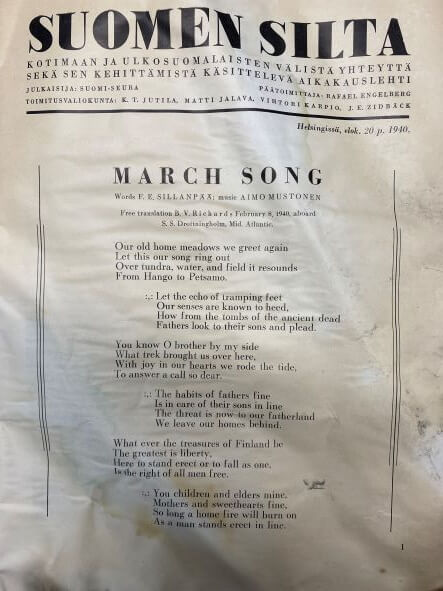 SUOMEN SILTA
KOTIMAAN JA ULKOSUOMALAISTEN VÄLISTÄ YHTEYTTÄ
SEKÄ SEN KEHITTÄMISTÄ KÄSITTELEVÄ AIKAKAUSLEHTI
JULKAISIJA: SUOMI-SEURA PÄÄTOIMITTAJA: RAFAEL ENGELBERG
TOIMITUSVALIOKUNTA: K. T. JUTILA, MATTI JALAVA, VIHTORI KARPIO, J. E. ZIDBÄCK
Helsingissä, elok. 20 p. 1940.
MARCH SONG
Words F. E. SILLANPÄÄ; music AIMO MUSTONEN
Free translation B. V. Richards February 8, 1940, aboard
S. S. Drottningholm, Mid. Atlantic.
Our old home meadows we greet again
Let this our song ring out
Over tundra, water, and field it resounds
From Hango to Petsamo.
:,: Let the echo of tramping feet
Our senses are known to heed,
How from the tombs of the ancient dead
Fathers look to their sons and plead.
You know O brother by my side
What trek brought us over here,
With joy in our hearts we rode the tide,
To answer a call so dear.
:,: The habits of fathers fine
Is in care of their sons in line
The threat is now to our fatherland
We leave our homes behind.
What ever the treasures of Finland be
The greatest is liberty,
Here to stand erect or to fall as one.
Is the right of all men free.
:,: You children and elders mine.
Mothers and sweethearts fine.
So long a home fire will burn on
As a man stands erect in line.
1